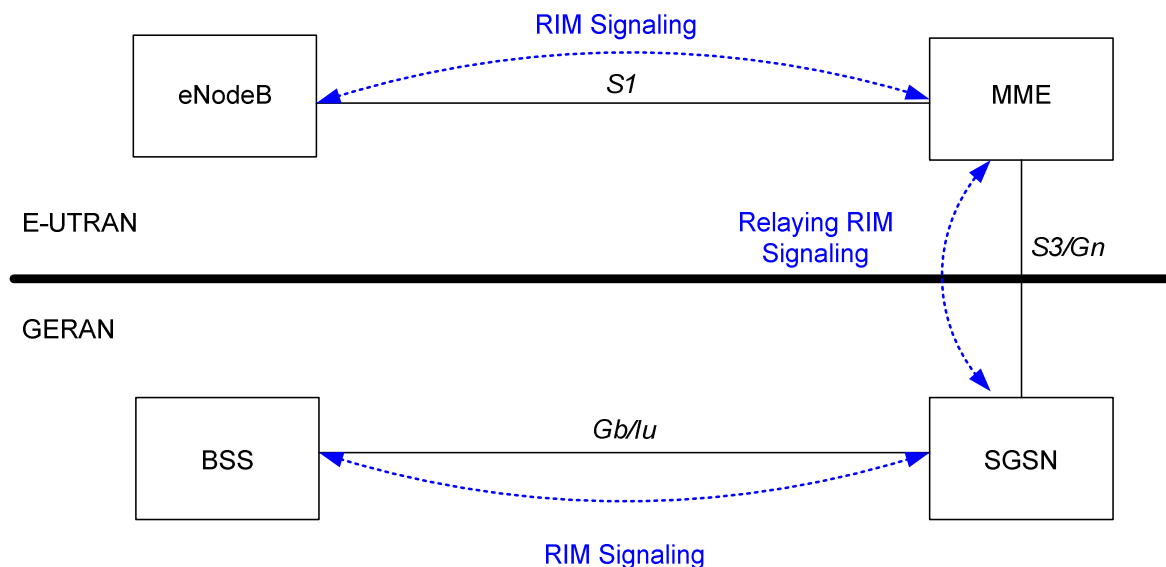 RIM Signaling
eNodeB
S1
MME
E-UTRAN
Relaying RIM
Signaling
S3/Gn
GERAN
BSS
Gb/Iu
SGSN
RIM Signaling